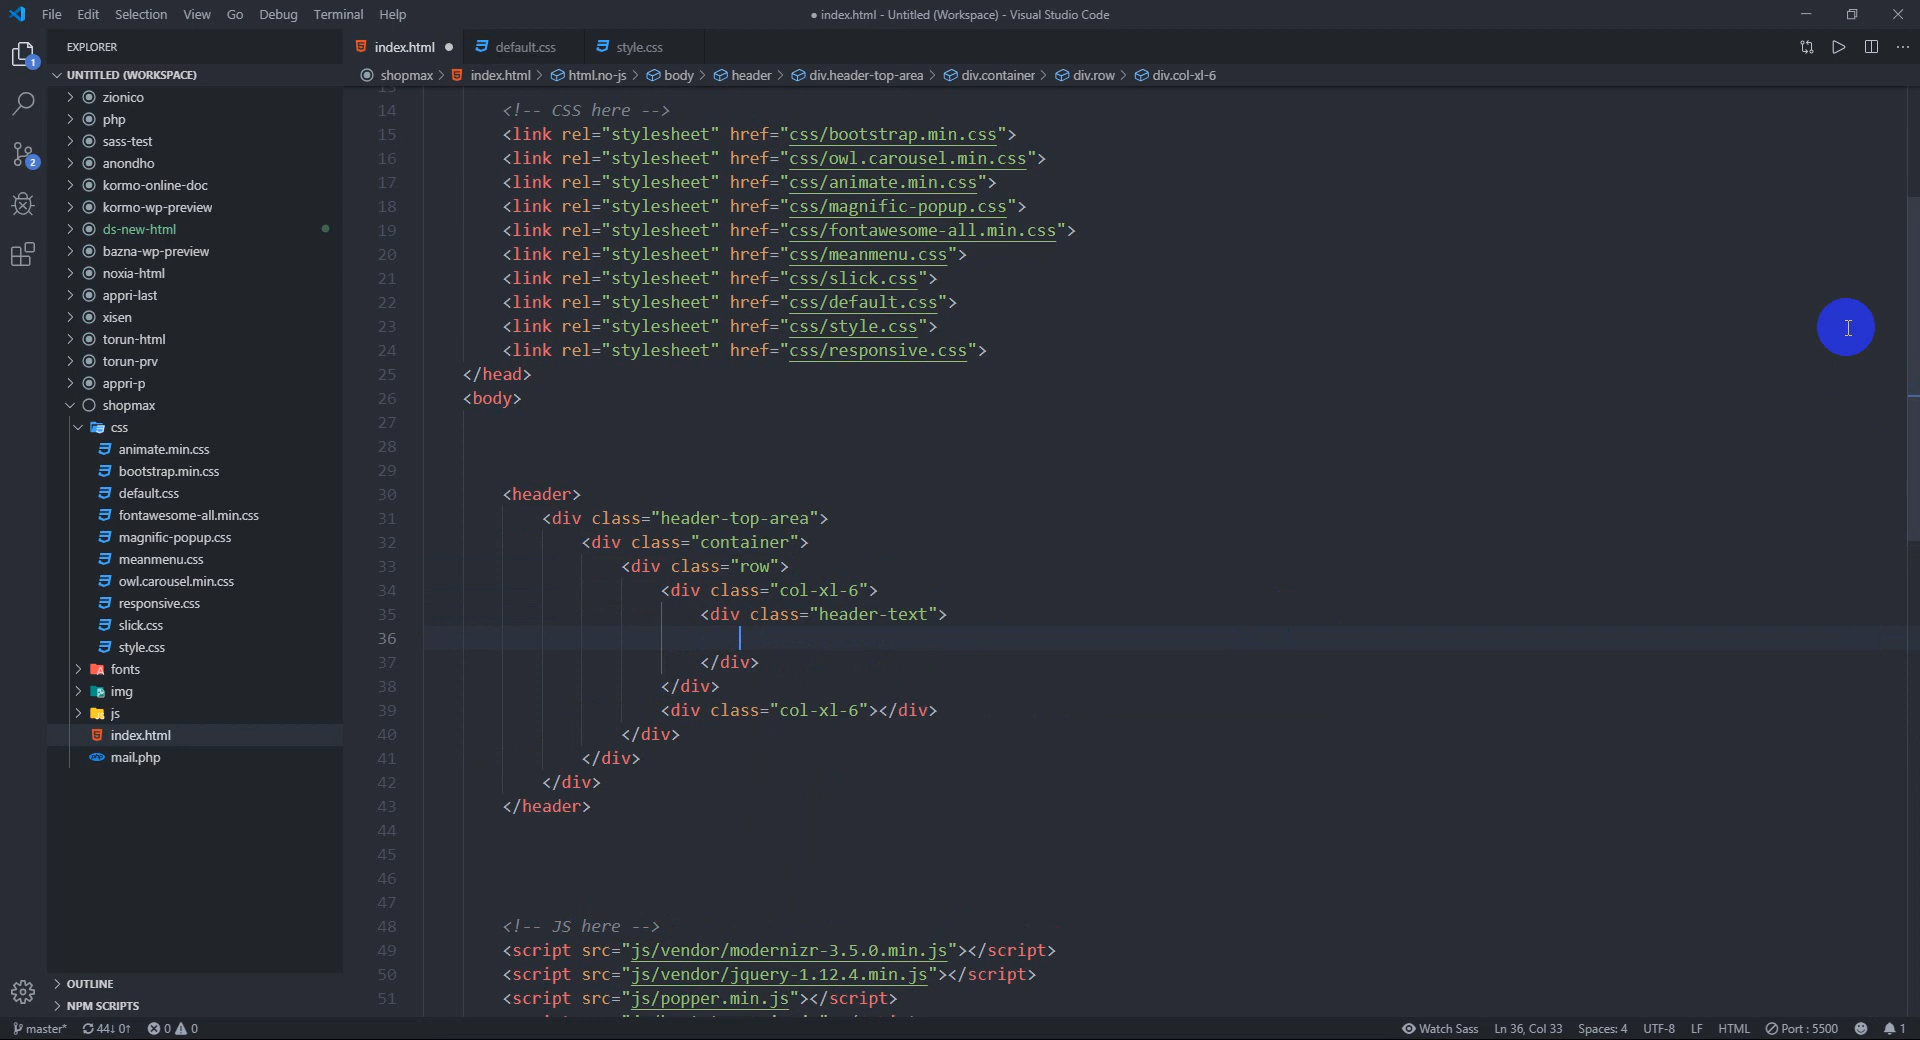 File Edit Selection View Go Debug Terminal Help
● index.html - Untitled (Workspace) - Visual Studio Code
EXPLORER
index.html ●
default.css
style.css
1
UNTITLED (WORKSPACE)
shopmax > index.html > html.no-js > body > header > div.header-top-area > div.container > div.row > div.col-xl-6
zionico
php
sass-test
2
anondho
kormo-online-doc
kormo-wp-preview
ds-new-html
bazna-wp-preview
noxia-html
appri-last
xisen
torun-html
torun-prv
appri-p
shopmax
css
animate.min.css
bootstrap.min.css
default.css
fontawesome-all.min.css
magnific-popup.css
meanmenu.css
owl.carousel.min.css
responsive.css
slick.css
style.css
fonts
img
js
index.html
mail.php
OUTLINE
NPM SCRIPTS
13
14 <!-- CSS here -->
15 <link rel="stylesheet" href="css/bootstrap.min.css">
16 <link rel="stylesheet" href="css/owl.carousel.min.css">
17 <link rel="stylesheet" href="css/animate.min.css">
18 <link rel="stylesheet" href="css/magnific-popup.css">
19 <link rel="stylesheet" href="css/fontawesome-all.min.css">
20 <link rel="stylesheet" href="css/meanmenu.css">
21 <link rel="stylesheet" href="css/slick.css">
22 <link rel="stylesheet" href="css/default.css">
23 <link rel="stylesheet" href="css/style.css">
24 <link rel="stylesheet" href="css/responsive.css">
25 </head>
26 <body>
27
28
29
30 <header>
31 <div class="header-top-area">
32 <div class="container">
33 <div class="row">
34 <div class="col-xl-6">
35 <div class="header-text">
36
37 </div>
38 </div>
39 <div class="col-xl-6"></div>
40 </div>
41 </div>
42 </div>
43 </header>
44
45
46
47
48 <!-- JS here -->
49 <script src="js/vendor/modernizr-3.5.0.min.js"></script>
50 <script src="js/vendor/jquery-1.12.4.min.js"></script>
51 <script src="js/popper.min.js"></script>
master* 44↓ 0↑ 0 0 Watch Sass Ln 36, Col 33 Spaces: 4 UTF-8 LF HTML Port : 5500 1